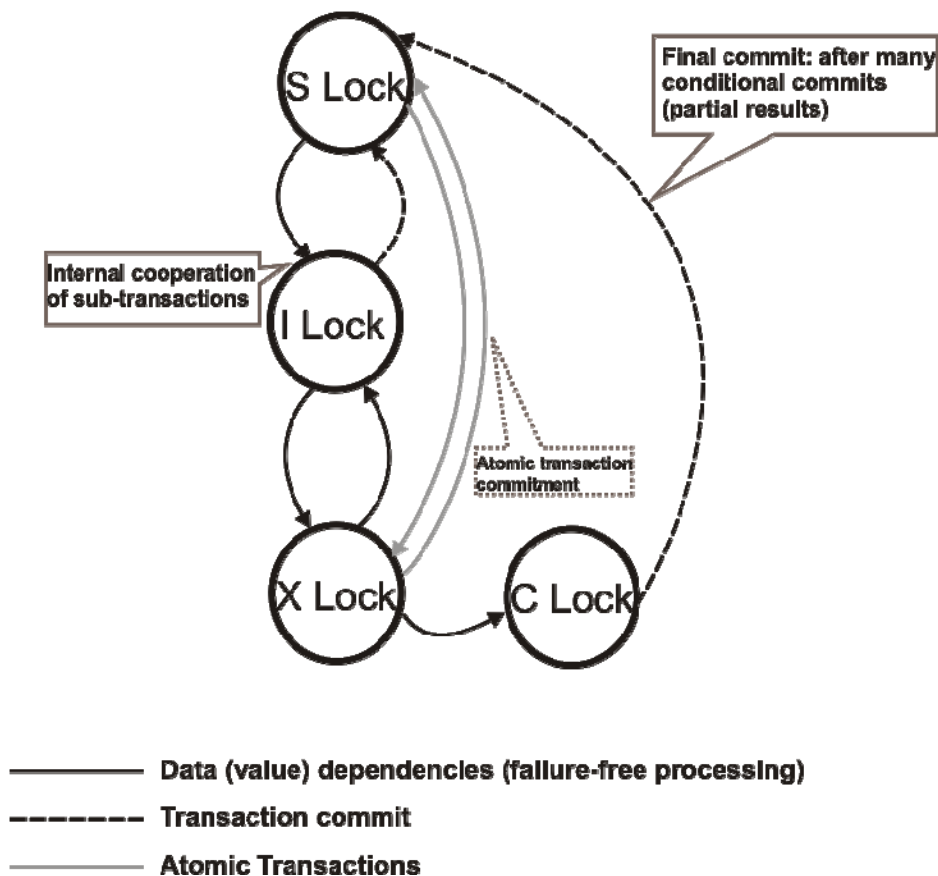 S Lock
Final commit: after many
conditional commits
(partial results)
Internal cooperation
of sub-transactions
I Lock
Atomic transaction
commitment
X Lock
C Lock
Data (value) dependencies (failure-free processing)
Transaction commit
Atomic Transactions